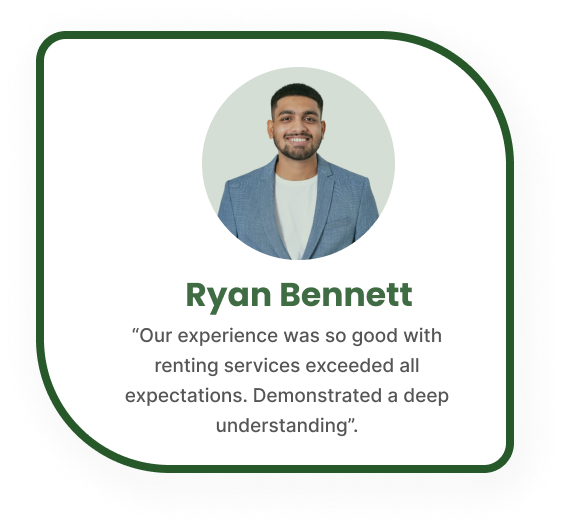 Ryan Bennett
“Our experience was so good with
renting services exceeded all
expectations. Demonstrated a deep
understanding”.